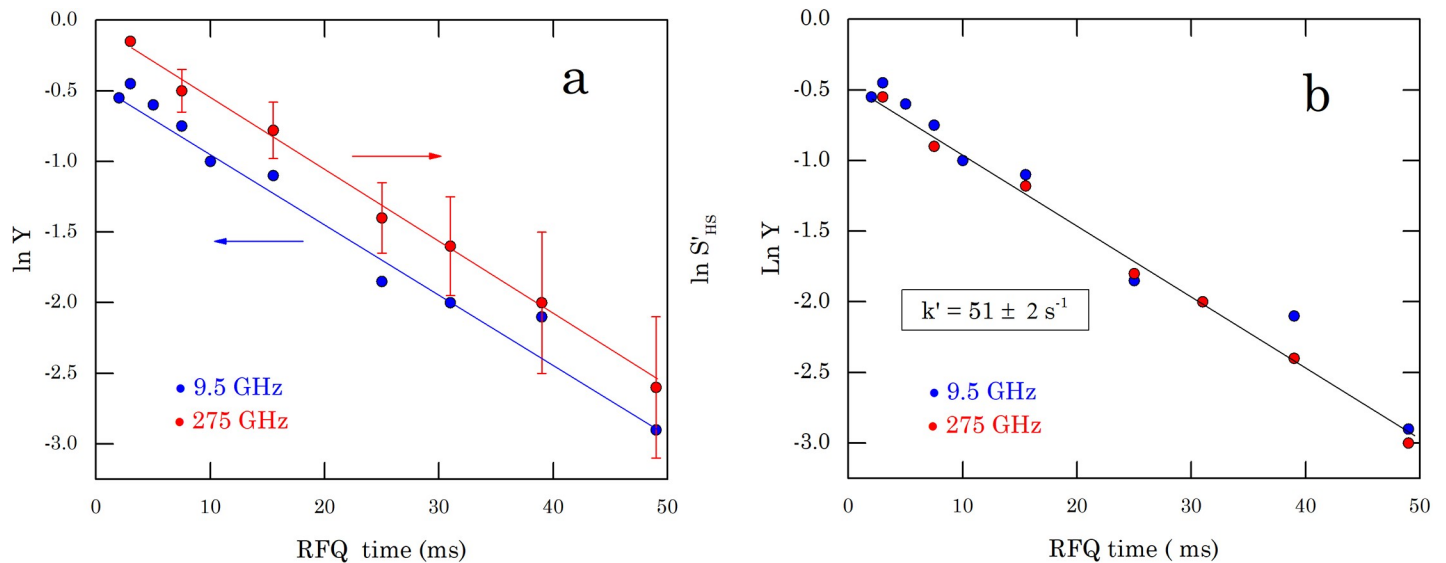 a
0.0
-0.5
-1.0
-1.5
-2.0
-2.5
-3.0
ln Y
9.5 GHz
275 GHz
0 10 20 30 40 50
RFQ time (ms)
ln S'HS
b
0.0
-0.5
-1.0
-1.5
-2.0
-2.5
-3.0
Ln Y
k' = 51 ± 2 s-1
9.5 GHz
275 GHz
0 10 20 30 40 50
RFQ time ( ms)